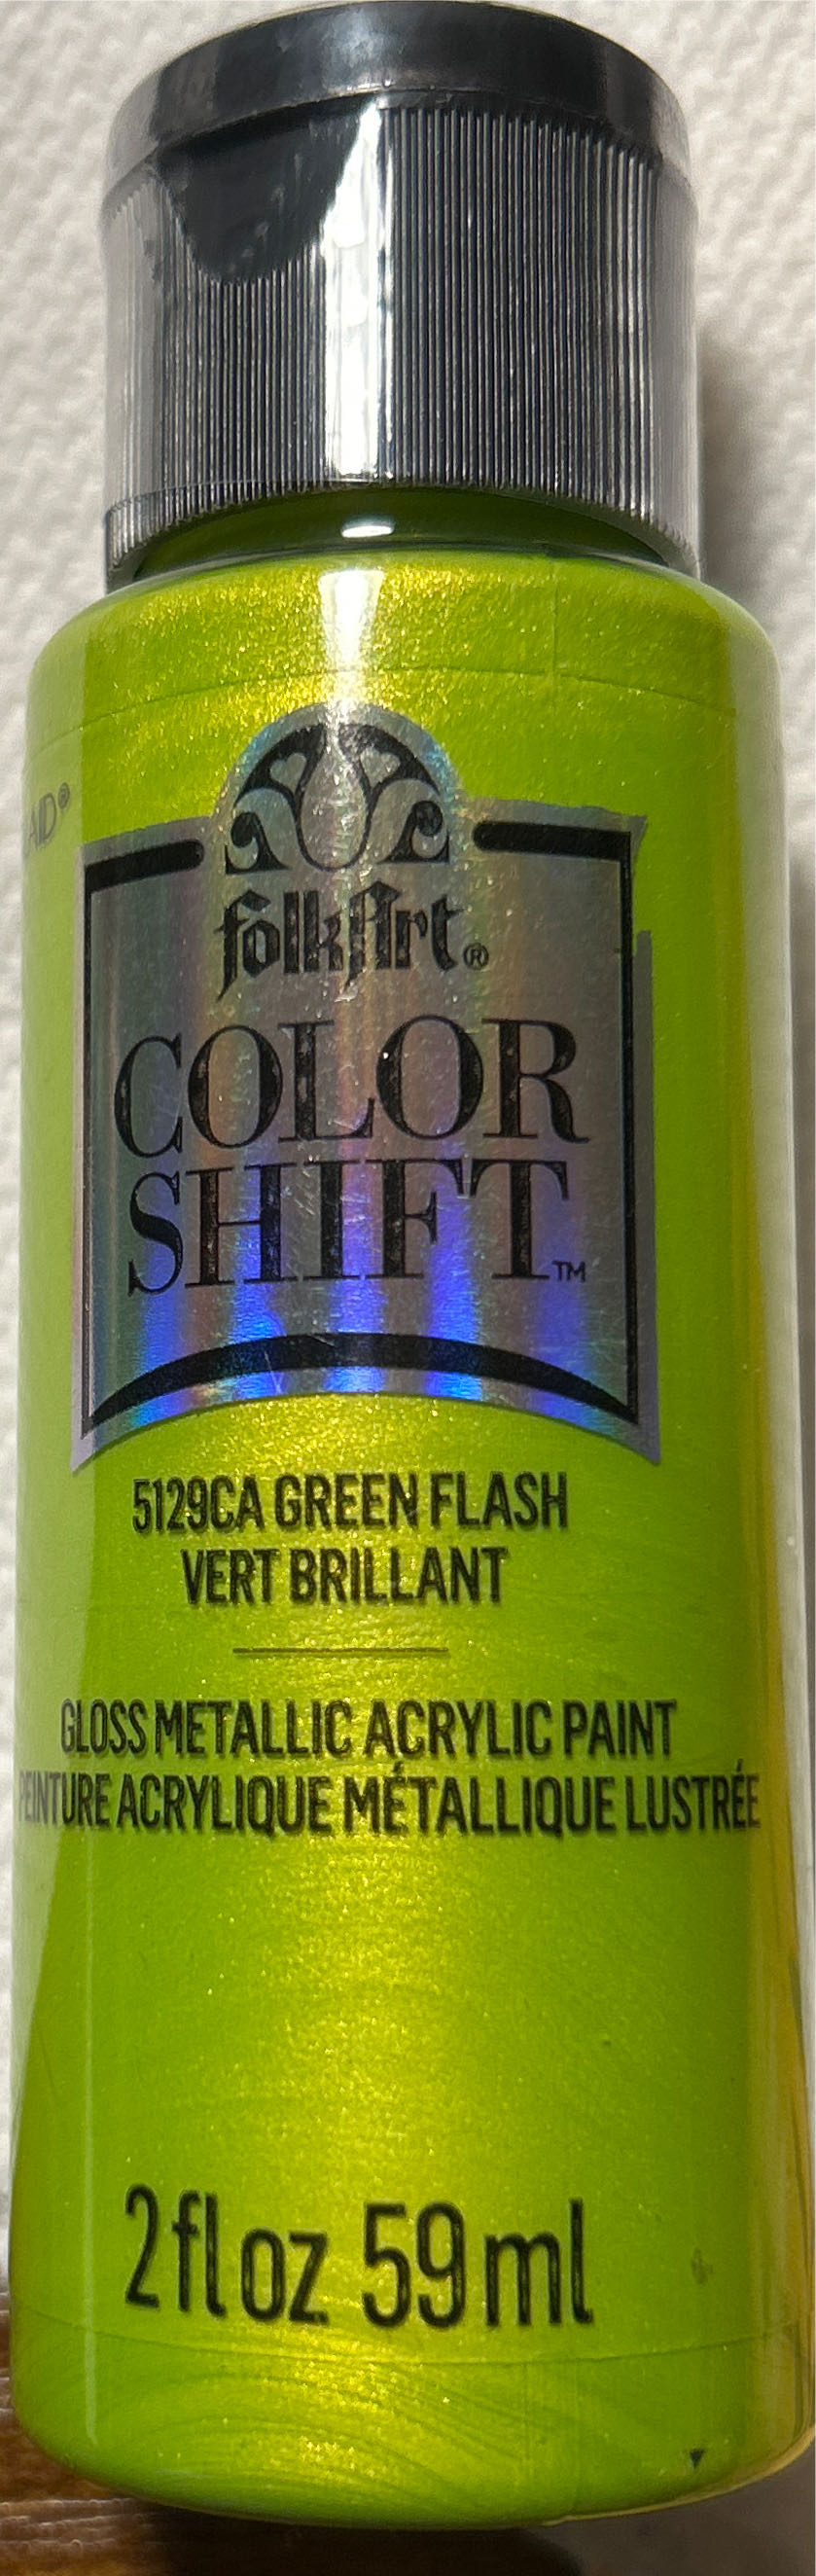 folkArt®
COLOR
SHIFT™
5129CA GREEN FLASH
VERT BRILLANT
GLOSS METALLIC ACRYLIC PAINT
PEINTURE ACRYLIQUE MÉTALLIQUE LUSTRÉE
2 fl oz 59 ml